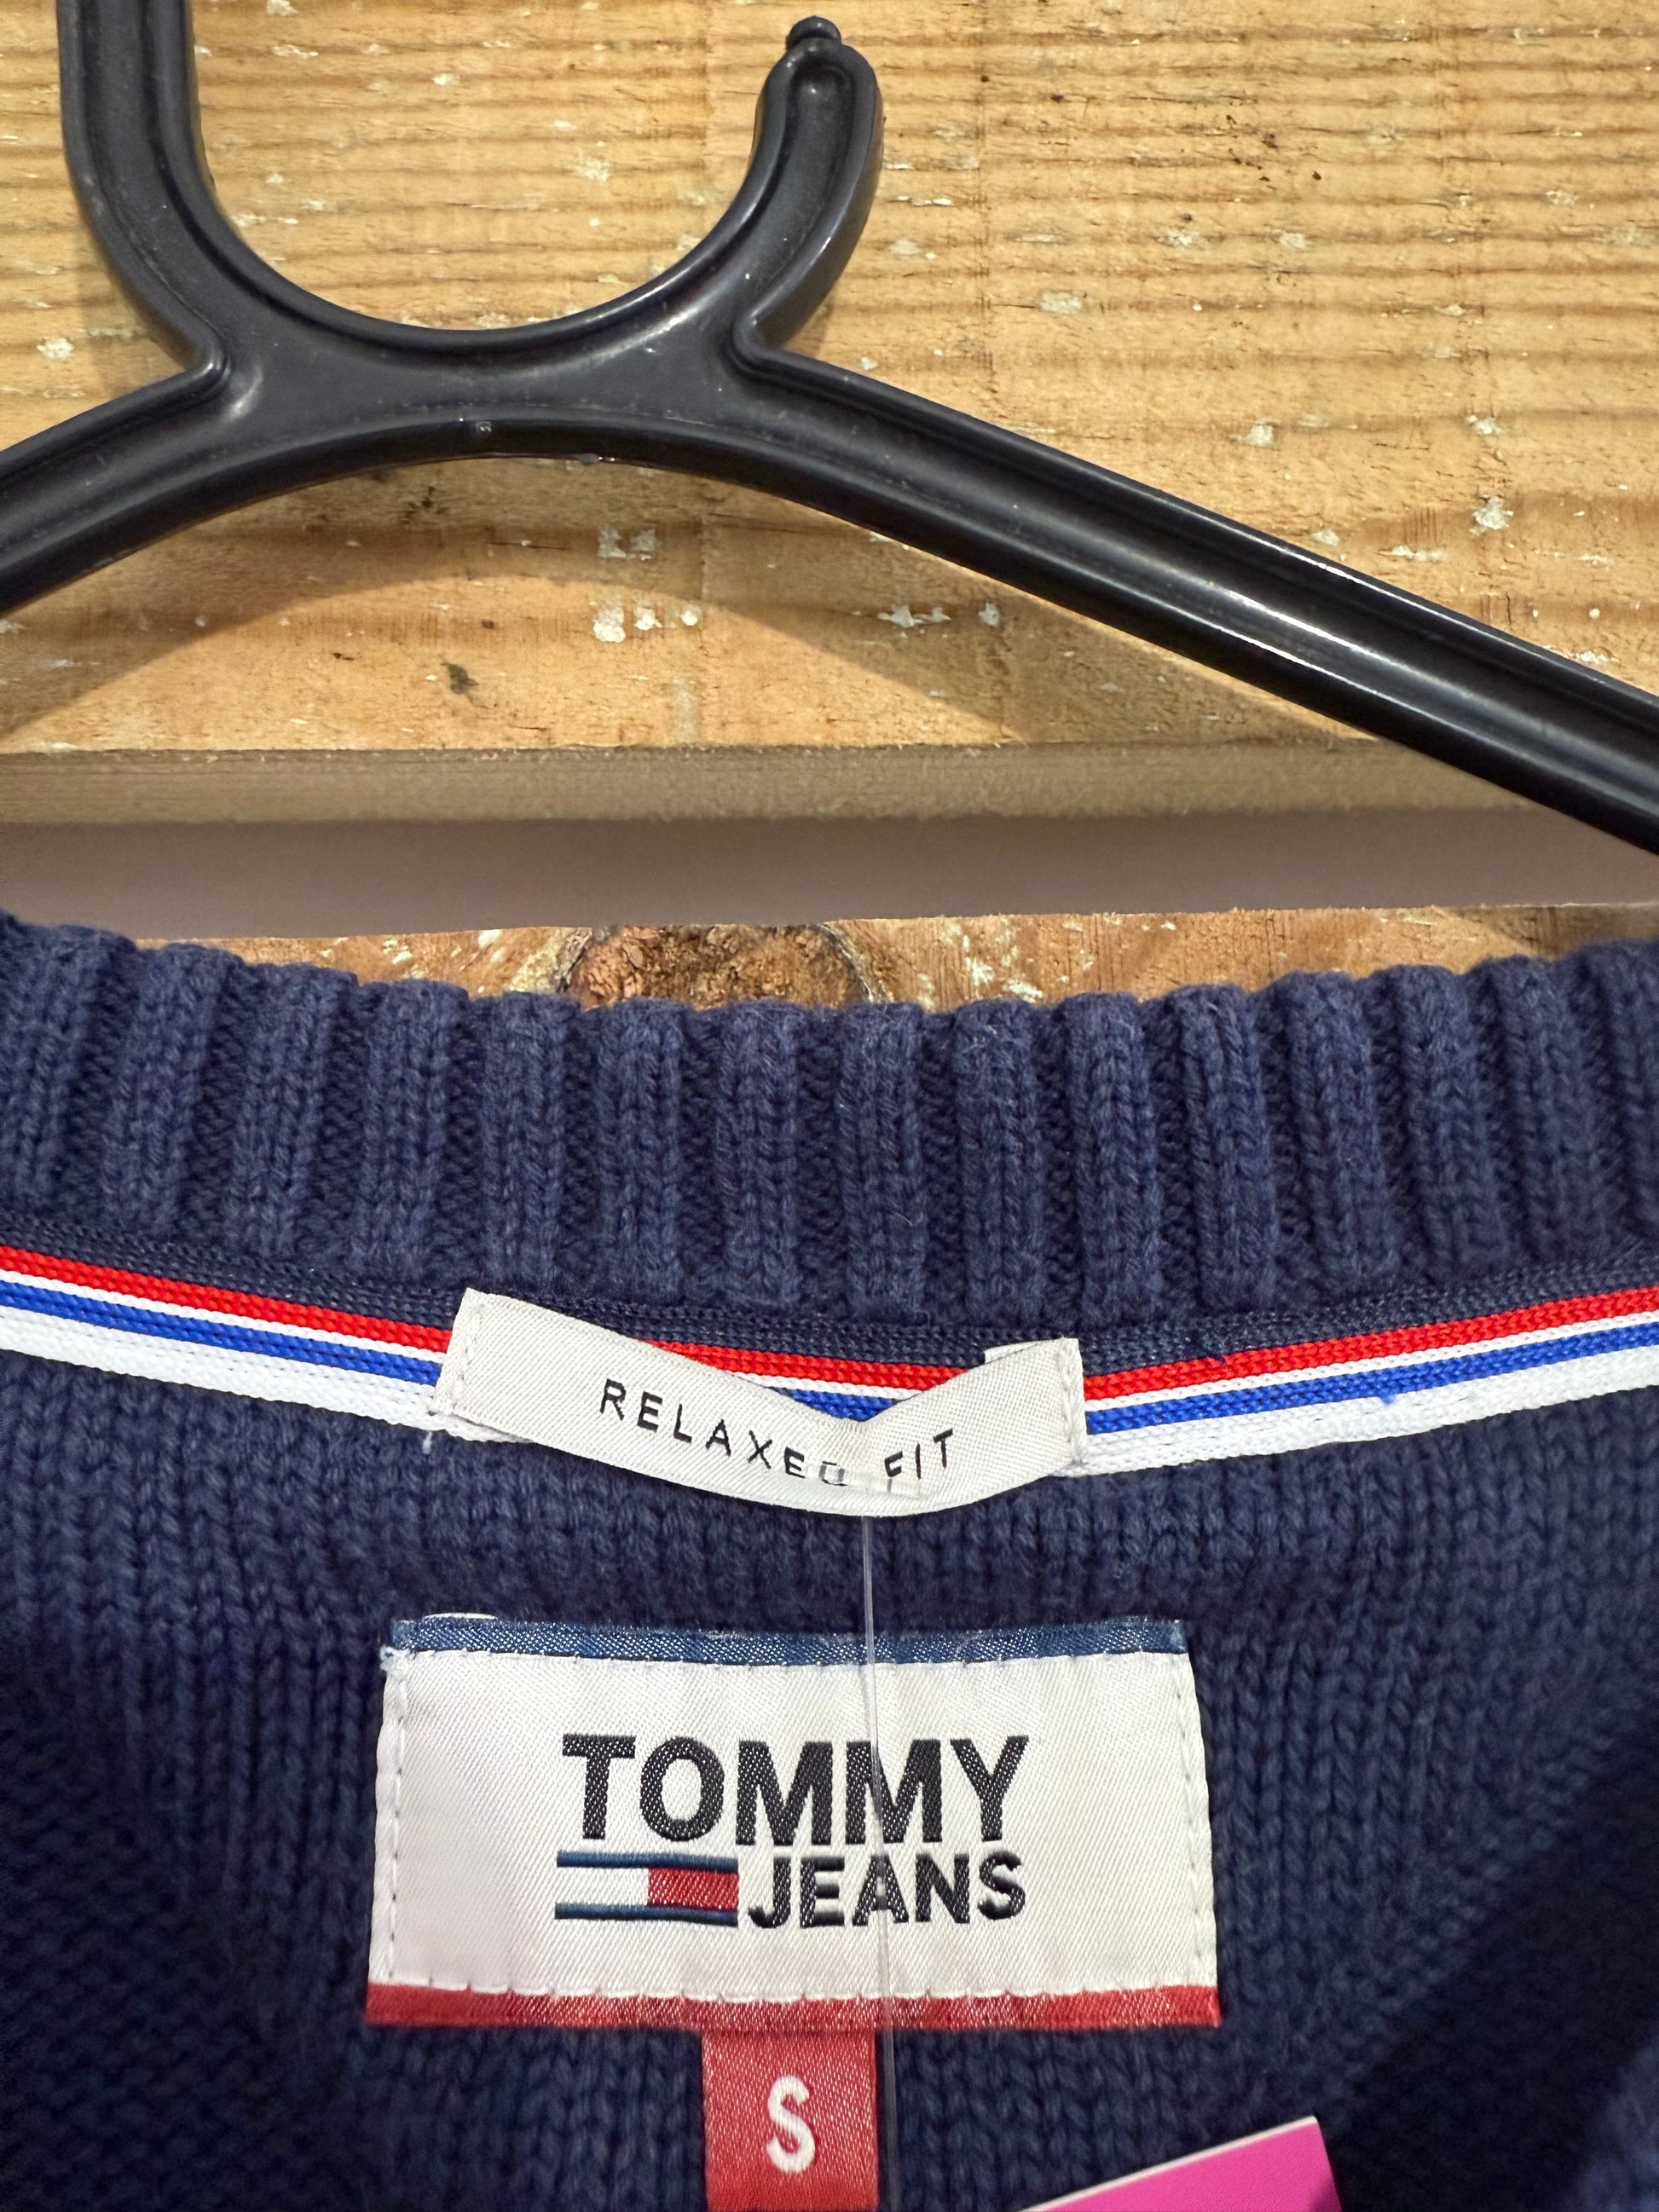 RELAXED FIT
TOMMY
JEANS
S